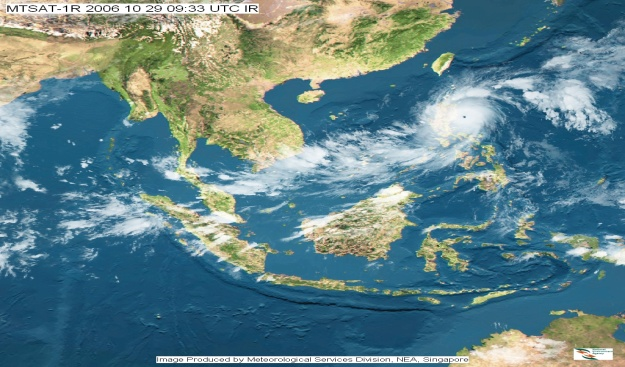 MTSAT-1R 2006 10 29 09:33 UTC IR
Image Produced by Meteorological Services Division, NEA, Singapore